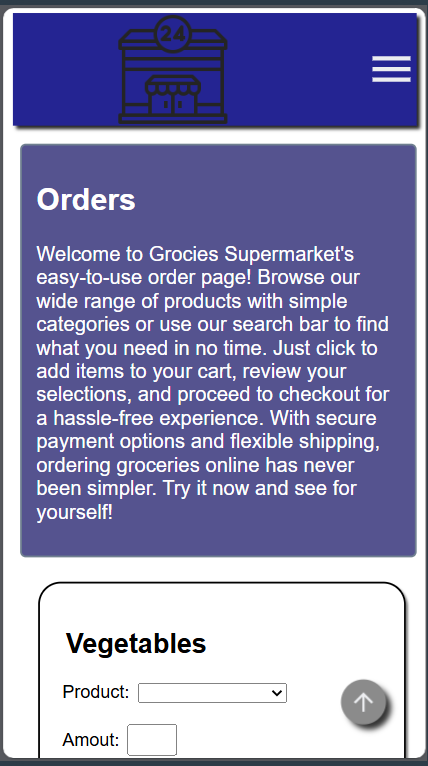 24
Orders
Welcome to Grocies Supermarket's
easy-to-use order page! Browse our
wide range of products with simple
categories or use our search bar to find
what you need in no time. Just click to
add items to your cart, review your
selections, and proceed to checkout for
a hassle-free experience. With secure
payment options and flexible shipping,
ordering groceries online has never
been simpler. Try it now and see for
yourself!
Vegetables
Product:
Amout: